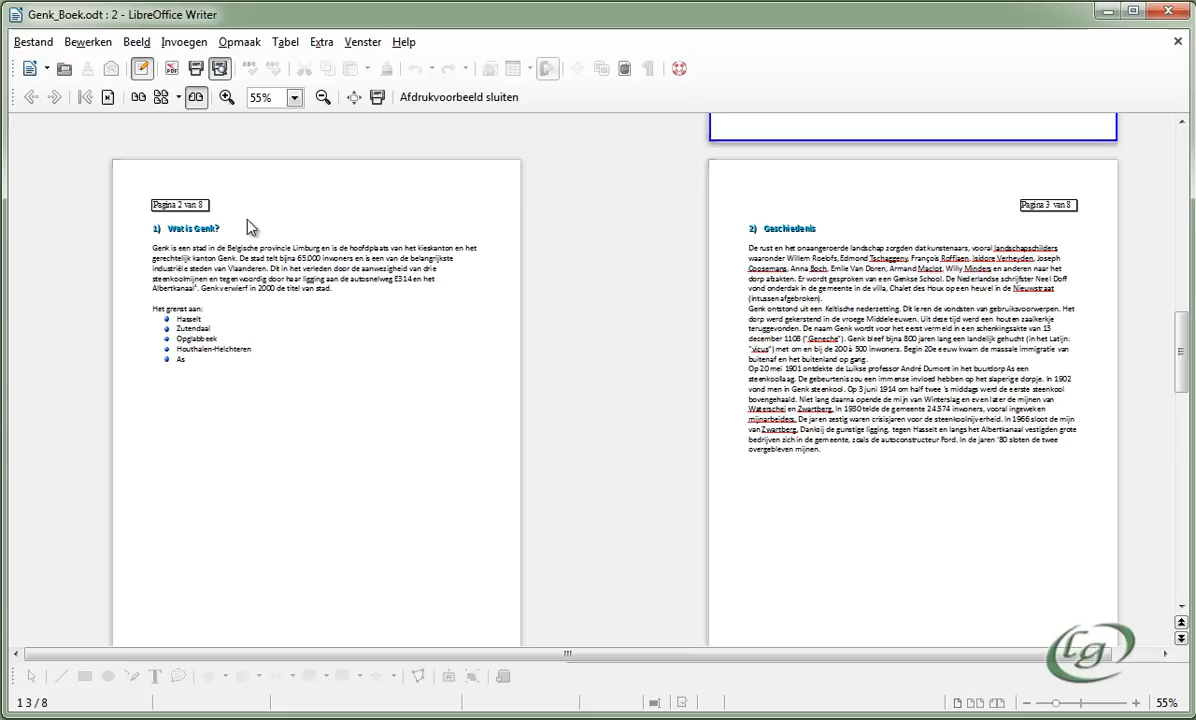 Genk_Boek.odt : 2 - LibreOffice Writer
Bestand Bewerken Beeld Invoegen Opmaak Tabel Extra Venster Help
55% Afdrukvoorbeeld sluiten
Pagina 2 van 8
1) Wat is Genk?
Genk is een stad in de Belgische provincie Limburg en is de hoofdplaats van het kieskanton en het
gerechtelijk kanton Genk. De stad telt bijna 65.000 inwoners en is een van de belangrijkste
industriële steden van Vlaanderen. Dit in het verleden door de aanwezigheid van drie
steenkoolmijnen en tegenwoordig door haar ligging aan de autosnelweg E314 en het
Albertkanaal. Genk verwierf in 2000 de titel van stad.
Het grenst aan:
Hasselt
Zutendaal
Opglabbeek
Houthalen-Helchteren
As
Pagina 3 van 8
2) Geschiedenis
De rust en het onaangeroerde landschap zorgden dat kunstenaars, vooral landschapschilders
waaronder Willem Roelofs, Edmond Tschaggeny, François Roffiaen, Isidore Verheyden, Joseph
Coosemans, Anna Boch, Emile Van Doren, Armand Maclot, Willy Minders en anderen naar het
dorp afzakten. Er wordt gesproken van een Genkse School. De Nederlandse schrijfster Neel Doff
vond onderdak in de gemeente in de villa, Chalet des Houx op een heuvel in de Nieuwstraat
(intussen afgebroken).
Genk ontstond uit een Keltische nederzetting. Dit leren de vondsten van gebruiksvoorwerpen. Het
dorp werd gekerstend in de vroege Middeleeuwen. Uit deze tijd werd een houten zaalkerkje
teruggevonden. De naam Genk wordt voor het eerst vermeld in een schenkingsakte van 13
december 1108 ("Geneche"). Genk bleef bijna 800 jaren lang een landelijk gehucht (in het Latijn:
"vicus") met om en bij de 200 à 500 inwoners. Begin 20e eeuw kwam de massale immigratie van
buitenaf en het buitenland op gang.
Op 20 mei 1901 ontdekte de Luikse professor André Dumont in het buurdorp As een
steenkoollaag. De gebeurtenis zou een immense invloed hebben op het slaperige dorpje. In 1902
vond men in Genk steenkool. Op 3 juni 1914 om half twee 's middags werd de eerste steenkool
bovengehaald. Niet lang daarna opende de mijn van Winterslag en even later de mijnen van
Waterschei en Zwartberg. In 1930 telde de gemeente 24.574 inwoners, vooral ingeweken
mijnarbeiders. De jaren zestig waren crisisjaren voor de steenkoolnijverheid. In 1966 sloot de mijn
van Zwartberg. Dankzij de gunstige ligging, tegen Hasselt en langs het Albertkanaal vestigden grote
bedrijven zich in de gemeente, zoals de autoconstructeur Ford. In de jaren '80 sloten de twee
overgebleven mijnen.
Lg
1 3 / 8 55%